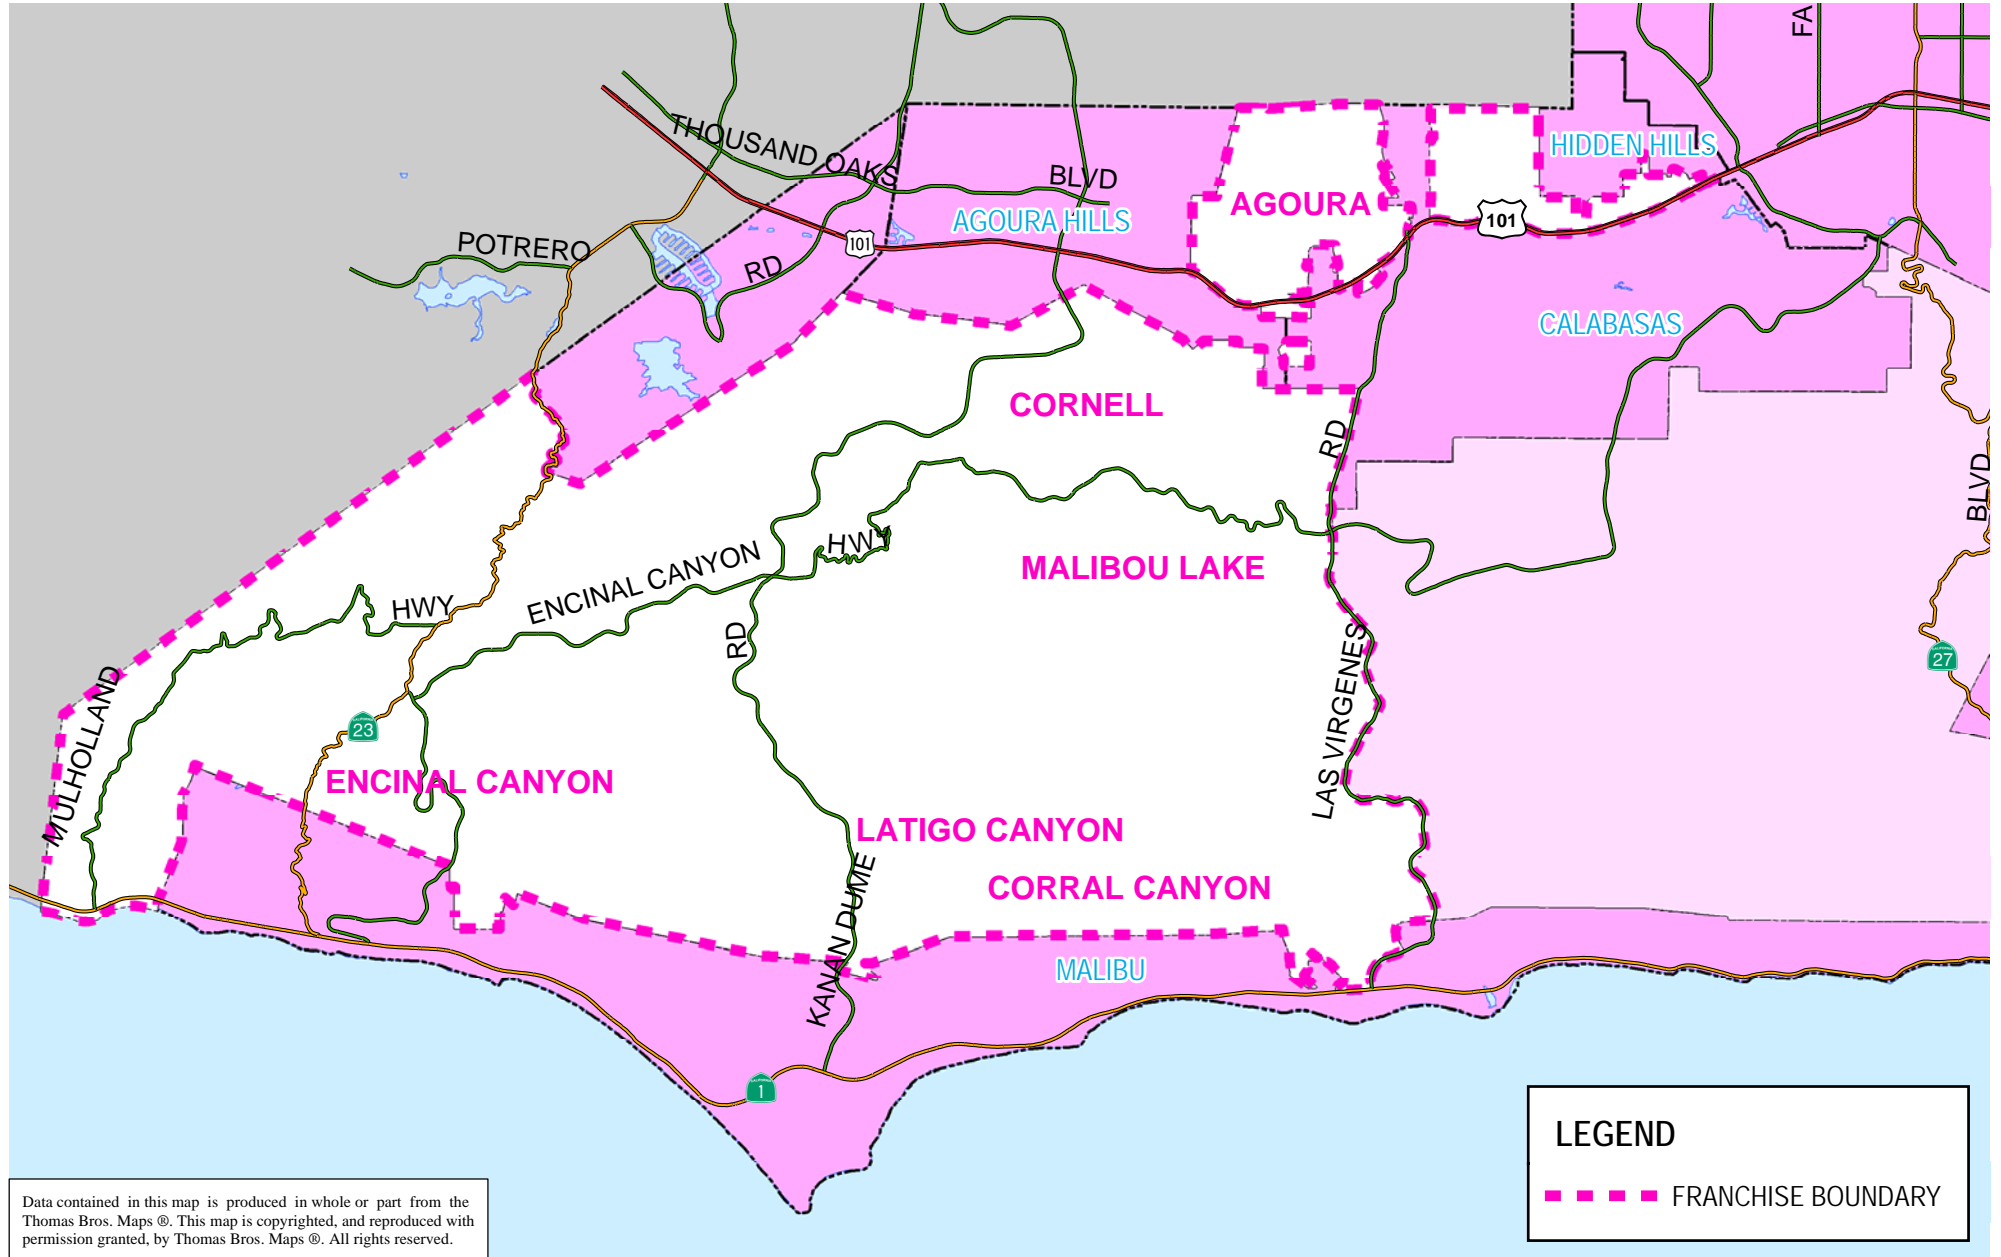 FA
THOUSAND OAKS BLVD
HIDDEN HILLS
AGOURA
AGOURA HILLS
101
101
POTRERO
RD
CALABASAS
CORNELL
RD
BLVD
HWY
MALIBOU LAKE
ENCINAL CANYON
HWY
RD
27
LAS VIRGENES
MULHOLLAND
CALIFORNIA
23
ENCINAL CANYON
LATIGO CANYON
CORRAL CANYON
KANAN DUME
MALIBU
1
LEGEND
FRANCHISE BOUNDARY
Data contained in this map is produced in whole or part from the
Thomas Bros. Maps ®. This map is copyrighted, and reproduced with
permission granted, by Thomas Bros. Maps ®. All rights reserved.